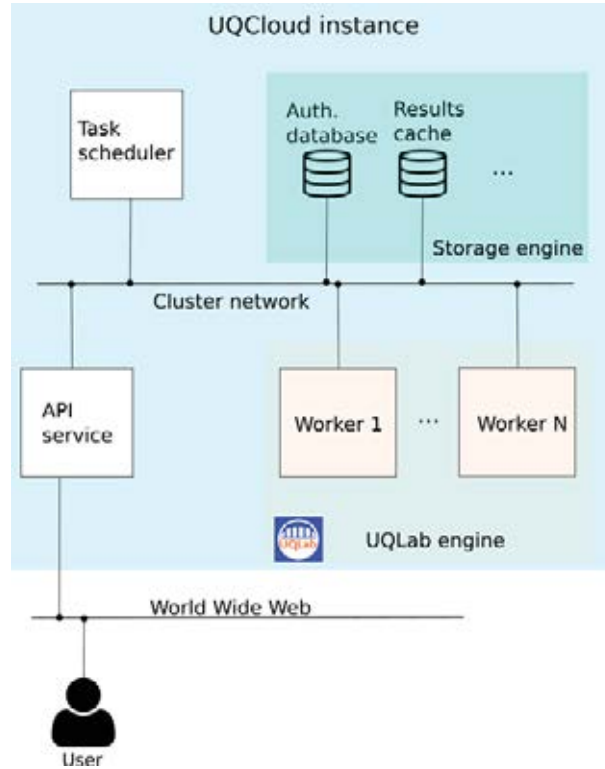 UQCloud instance
Task
scheduler
Auth.
database
Results
cache
...
Storage engine
Cluster network
API
service
Worker 1
...
Worker N
UQLab
UQLab engine
World Wide Web
User